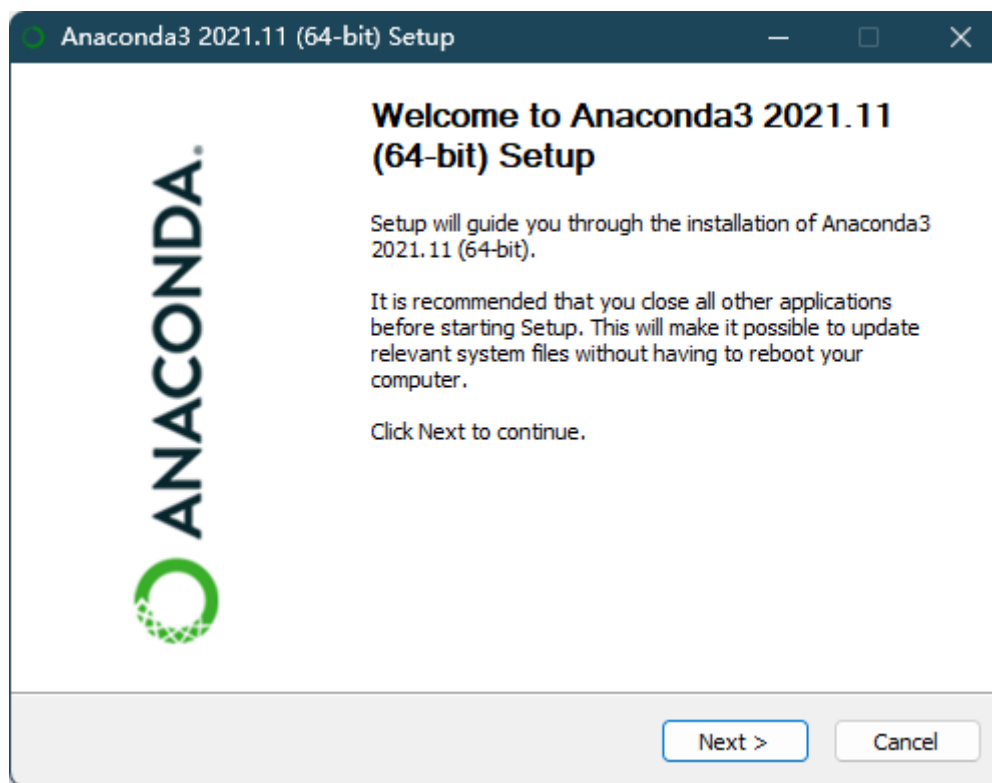 Anaconda3 2021.11 (64-bit) Setup
Welcome to Anaconda3 2021.11
(64-bit) Setup
Setup will guide you through the installation of Anaconda3
2021.11 (64-bit).
It is recommended that you close all other applications
before starting Setup. This will make it possible to update
relevant system files without having to reboot your
computer.
Click Next to continue.
ANACONDA.
Next >
Cancel